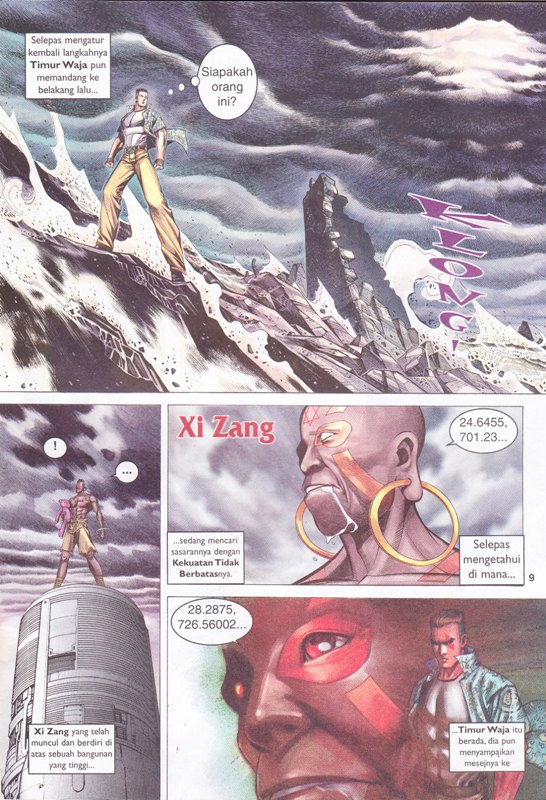 Selepas mengatur
kembali langkahnya
Timur Waja pun
memandang ke
belakang lalu...
Siapakah
orang
ini?
KLONG!
!
...
Xi Zang yang telah
muncul dan berdiri di
atas sebuah bangunan
yang tinggi...
Xi Zang
24.6455,
701.23...
...sedang mencari
sasarannya dengan
Kekuatan Tidak
Berbatasnya.
Selepas
mengetahui
di mana...
9
28.2875,
726.56002...
...Timur Waja itu
berada, dia pun
menyampaikan
mesejnya ke